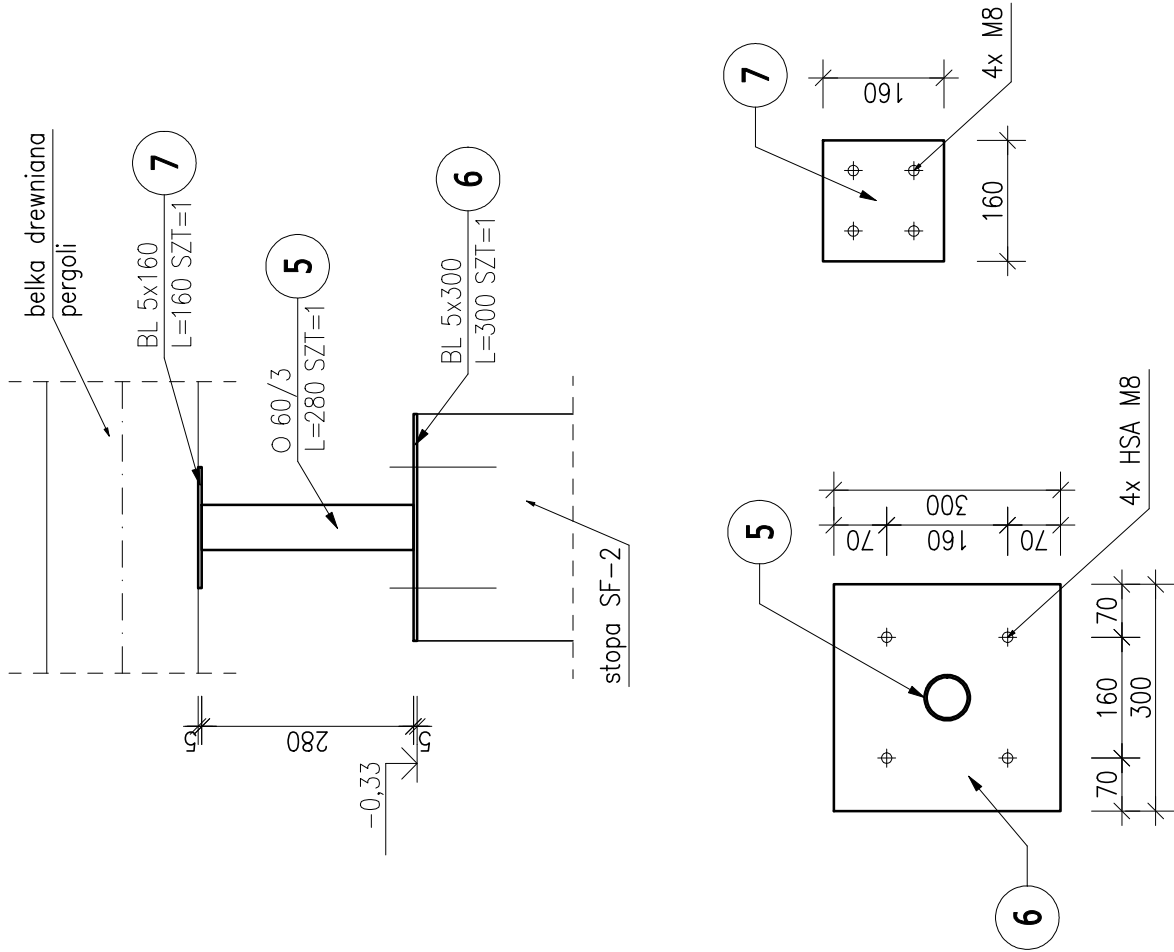 belka drewniana
pergoli
7
BL 5x160
L=160 SZT=1
5
O 60/3
L=280 SZT=1
6
BL 5x300
L=300 SZT=1
stopa SF-2
5
280
5
-0,33
7
160
160
4x M8
5
300
70
160
70
4x HSA M8
70
160
70
300
6